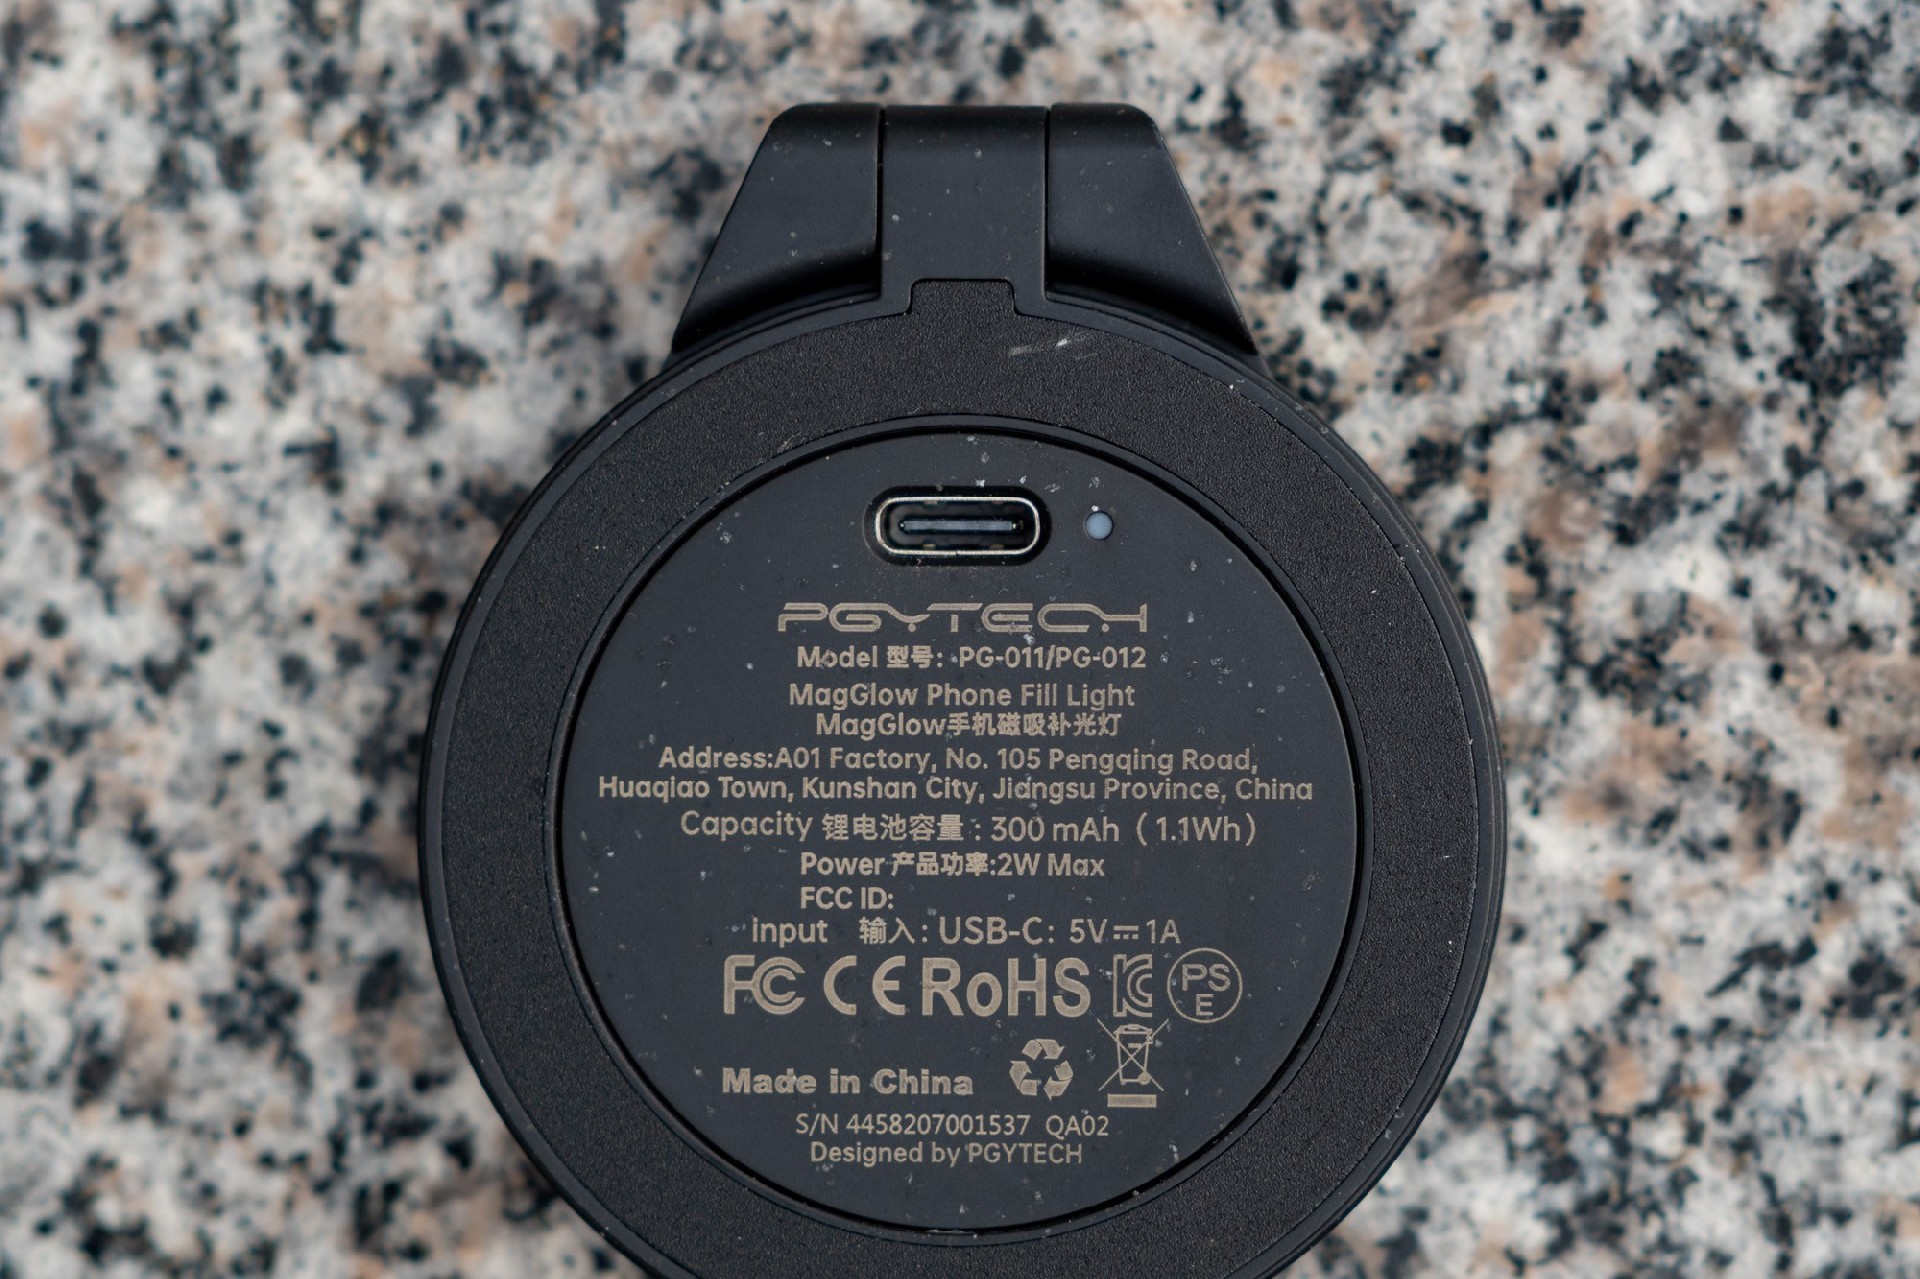 PGYTECH
Model 型号: PG-011/PG-012
MagGlow Phone Fill Light
MagGlow手机磁吸补光灯
Address:A01 Factory, No. 105 Pengqing Road,
Huaqiao Town, Kunshan City, Jiangsu Province, China
Capacity 锂电池容量 : 300 mAh ( 1.1Wh )
Power 产品功率:2W Max
FCC ID:
input 输入: USB-C: 5V⎓1A
FC CE RoHS KC PSE
Made in China
S/N 4458207001537 QA02
Designed by PGYTECH